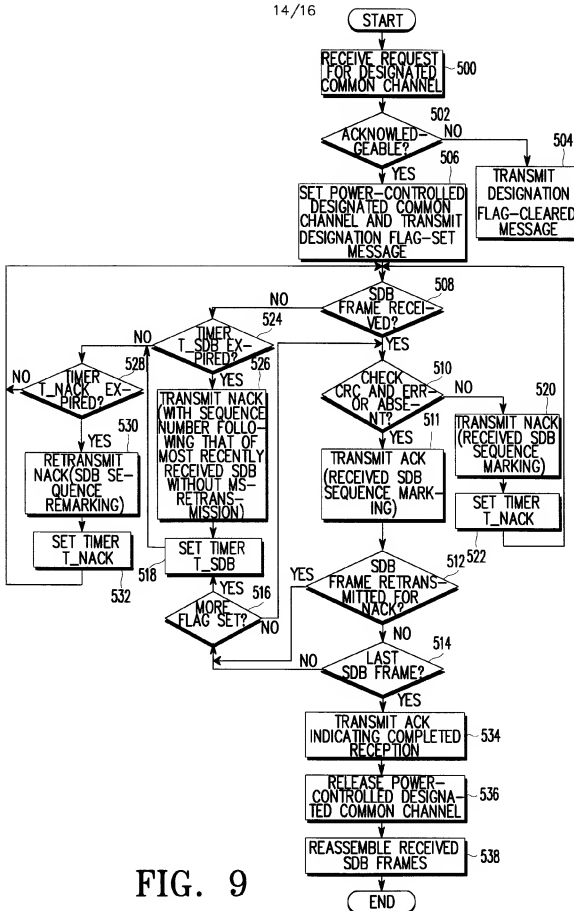 14/16
START
RECEIVE REQUEST
FOR DESIGNATED
COMMON CHANNEL
500
502
ACKNOWLED-
GEABLE?
NO
YES
504
TRANSMIT
DESIGNATION
FLAG-CLEARED
MESSAGE
506
SET POWER-CONTROLLED
DESIGNATED COMMON
CHANNEL AND TRANSMIT
DESIGNATION FLAG-SET
MESSAGE
508
SDB
FRAME RECEI-
VED?
NO
YES
524
TIMER
T_SDB EX-
PIRED?
NO
YES
528
TIMER
T_NACK EX-
PIRED?
NO
YES
526
TRANSMIT NACK
(WITH SEQUENCE
NUMBER FOLLO-
WING THAT OF
MOST RECENTLY
RECEIVED SDB
WITHOUT MS-
RETRANS-
MISSION)
530
RETRANSMIT
NACK(SDB SE-
QUENCE
REMARKING)
SET TIMER
T_NACK
532
518
SET TIMER
T_SDB
YES
516
MORE
FLAG SET?
NO
510
CHECK
CRC AND ERR-
OR ABSE-
NT?
NO
YES
511
TRANSMIT ACK
(RECEIVED SDB
SEQUENCE MARK-
ING)
520
TRANSMIT NACK
(RECEIVED SDB
SEQUENCE
MARKING)
SET TIMER
T_NACK
522
512
SDB
FRAME RETRANS-
MITTED FOR
NACK?
YES
NO
514
LAST
SDB FRAME?
NO
YES
TRANSMIT ACK
INDICATING COMPLETED
RECEPTION
534
RELEASE POWER-
CONTROLLED DESIGNA-
TED COMMON CHANNEL
536
REASSEMBLE RECEIVED
SDB FRAMES
538
END
FIG. 9